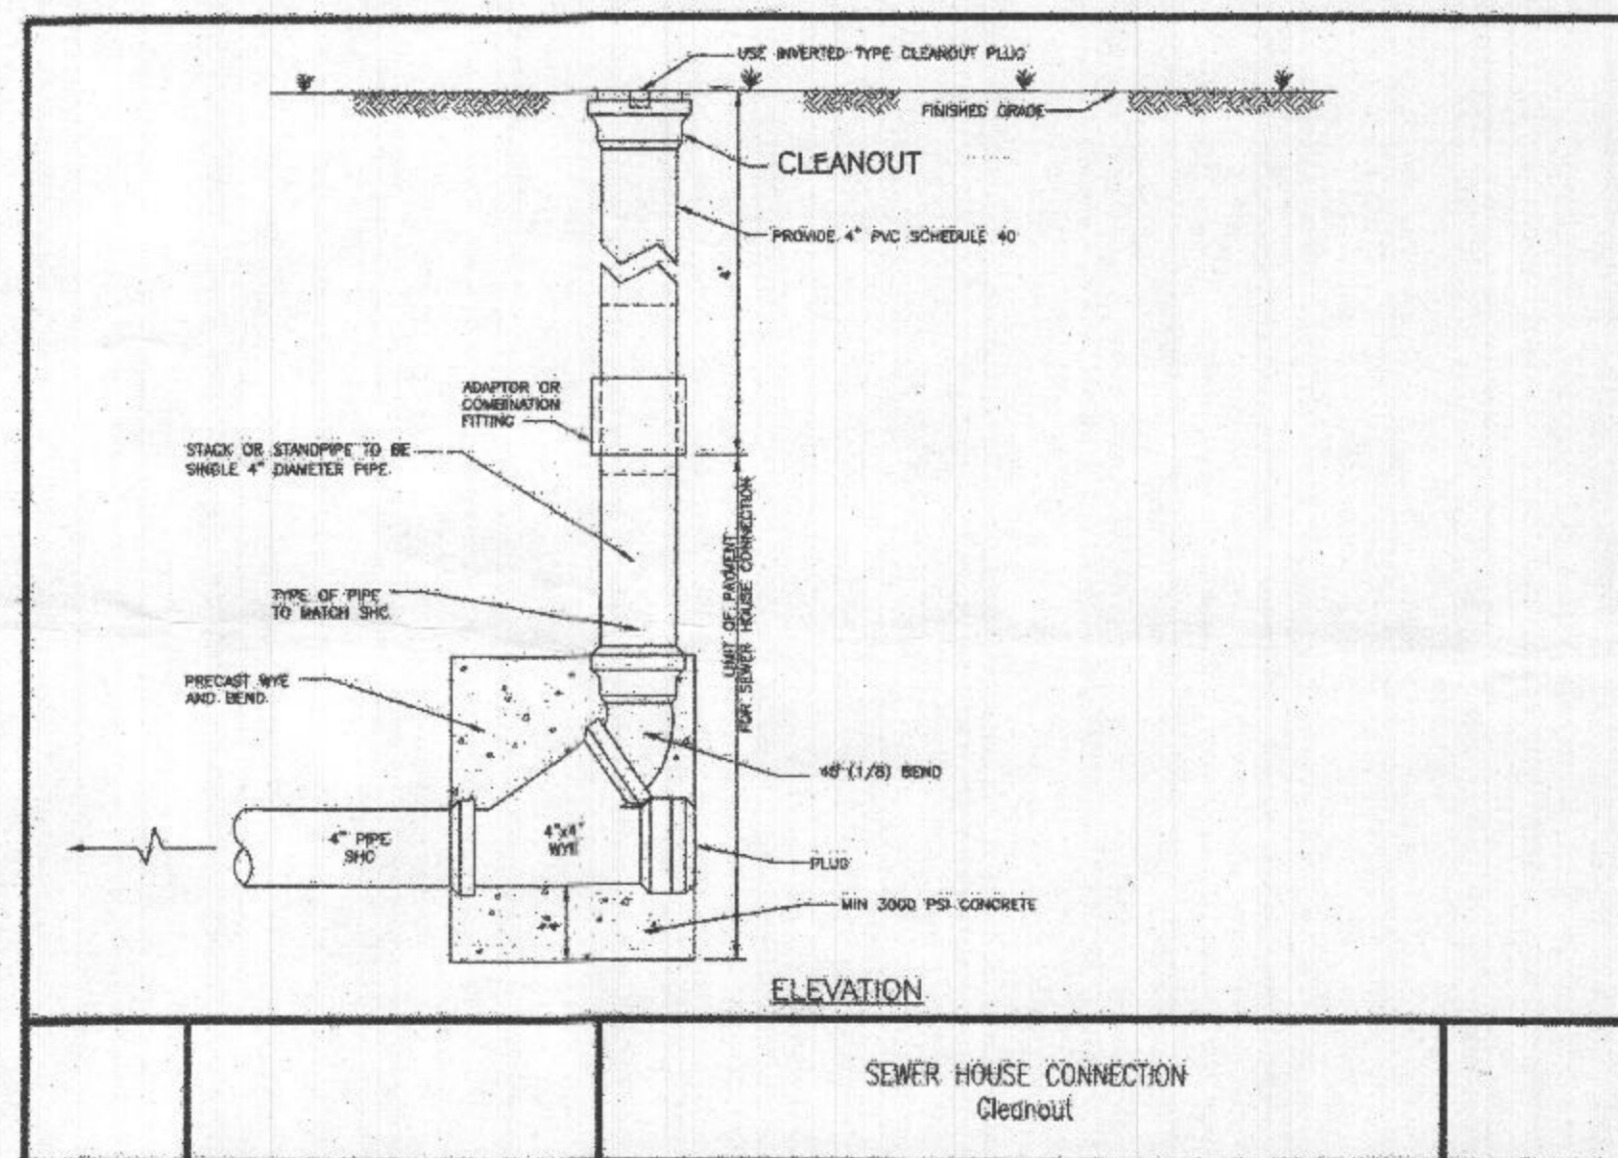 USE INVERTED TYPE CLEANOUT PLUG
FINISHED GRADE
CLEANOUT
PROVIDE 4" PVC SCHEDULE 40
ADAPTOR OR
COMBINATION
FITTING
STACK OR STANDPIPE TO BE
SINGLE 4" DIAMETER PIPE.
UNIT OF PAYMENT
FOR SEWER HOUSE CONNECTION
TYPE OF PIPE
TO MATCH SHC
PRECAST WYE
AND BEND
45°(1/8) BEND
4" PIPE
SHC
4"x4"
WYE
PLUG
MIN 3000 PSI CONCRETE
ELEVATION
SEWER HOUSE CONNECTION
Cleanout